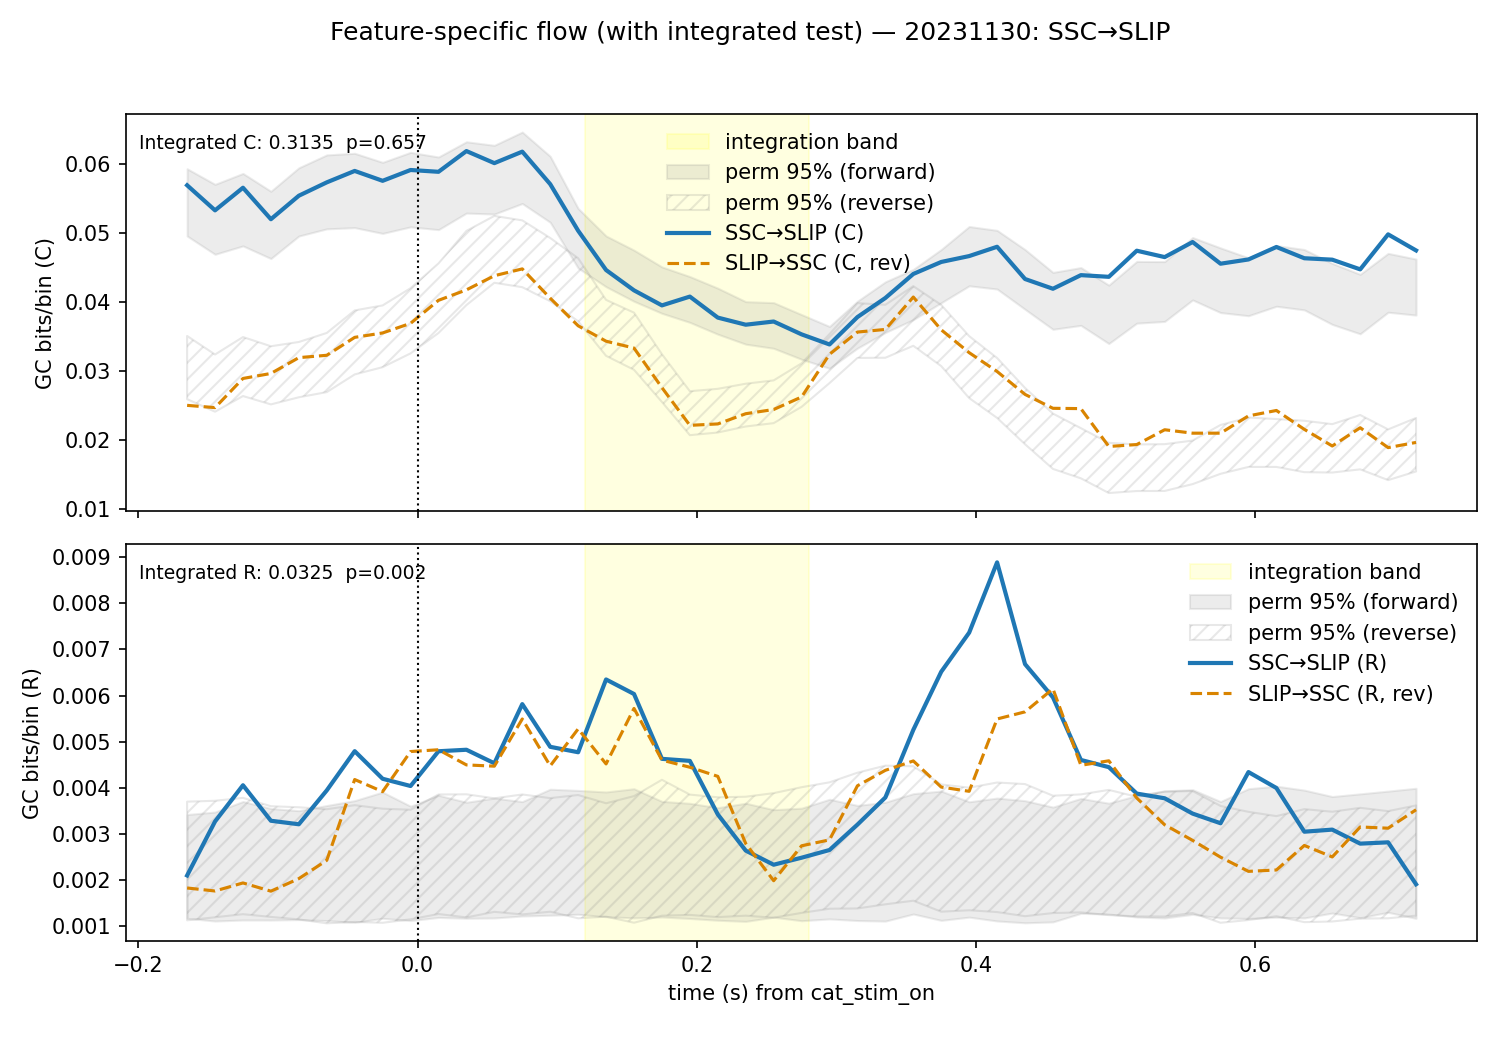 Feature-specific flow (with integrated test) — 20231130: SSC→SLIP
Integrated C: 0.3135  p=0.657
integration band
perm 95% (forward)
perm 95% (reverse)
SSC→SLIP (C)
SLIP→SSC (C, rev)
GC bits/bin (C)
0.06
0.05
0.04
0.03
0.02
0.01
Integrated R: 0.0325  p=0.002
integration band
perm 95% (forward)
perm 95% (reverse)
SSC→SLIP (R)
SLIP→SSC (R, rev)
GC bits/bin (R)
0.009
0.008
0.007
0.006
0.005
0.004
0.003
0.002
0.001
−0.2 0.0 0.2 0.4 0.6
time (s) from cat_stim_on